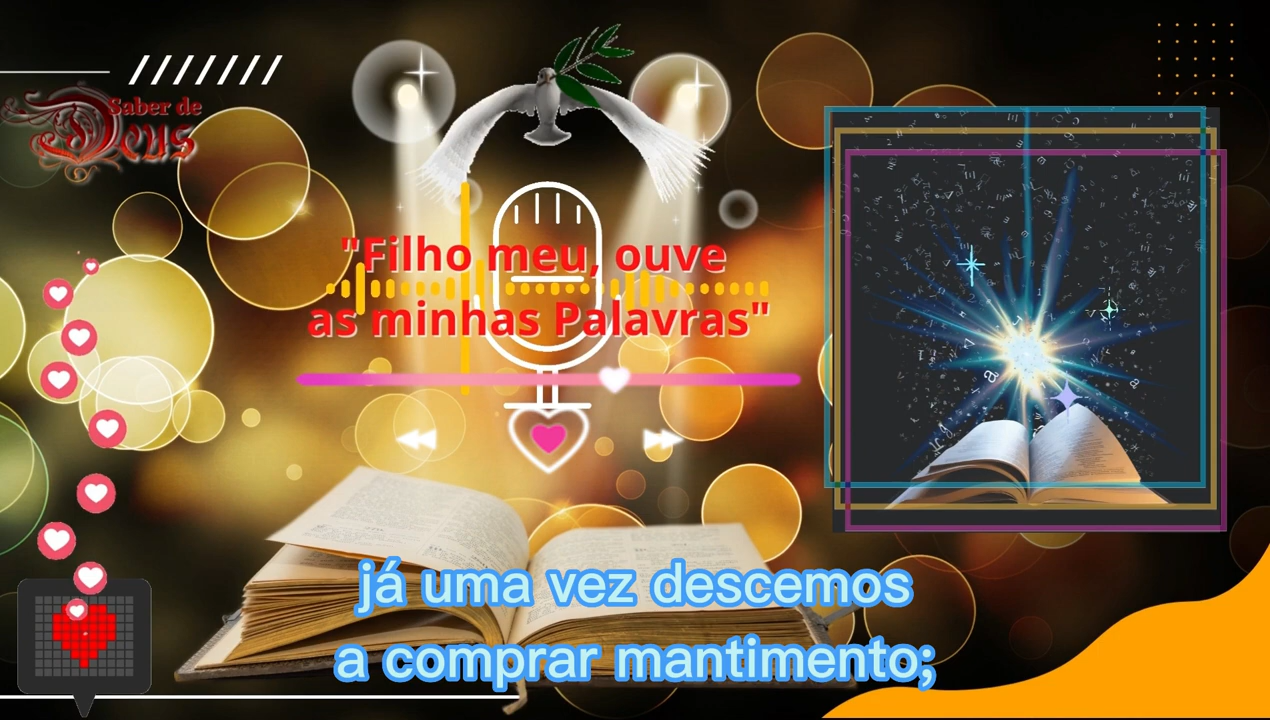 Saber de
Deus
"Filho meu, ouve
as minhas Palavras"
já uma vez descemos
a comprar mantimento;